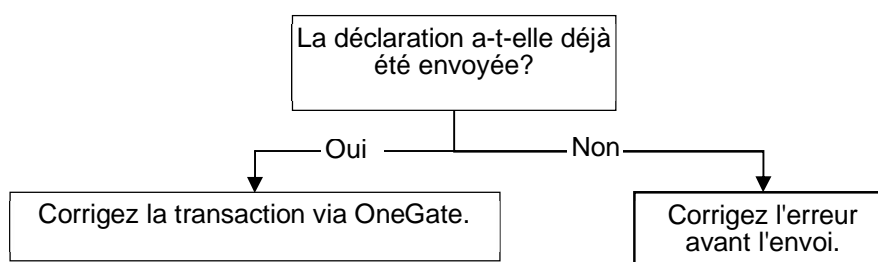 La déclaration a-t-elle déjà
été envoyée?
Oui
Non
Corrigez la transaction via OneGate.
Corrigez l'erreur
avant l'envoi.